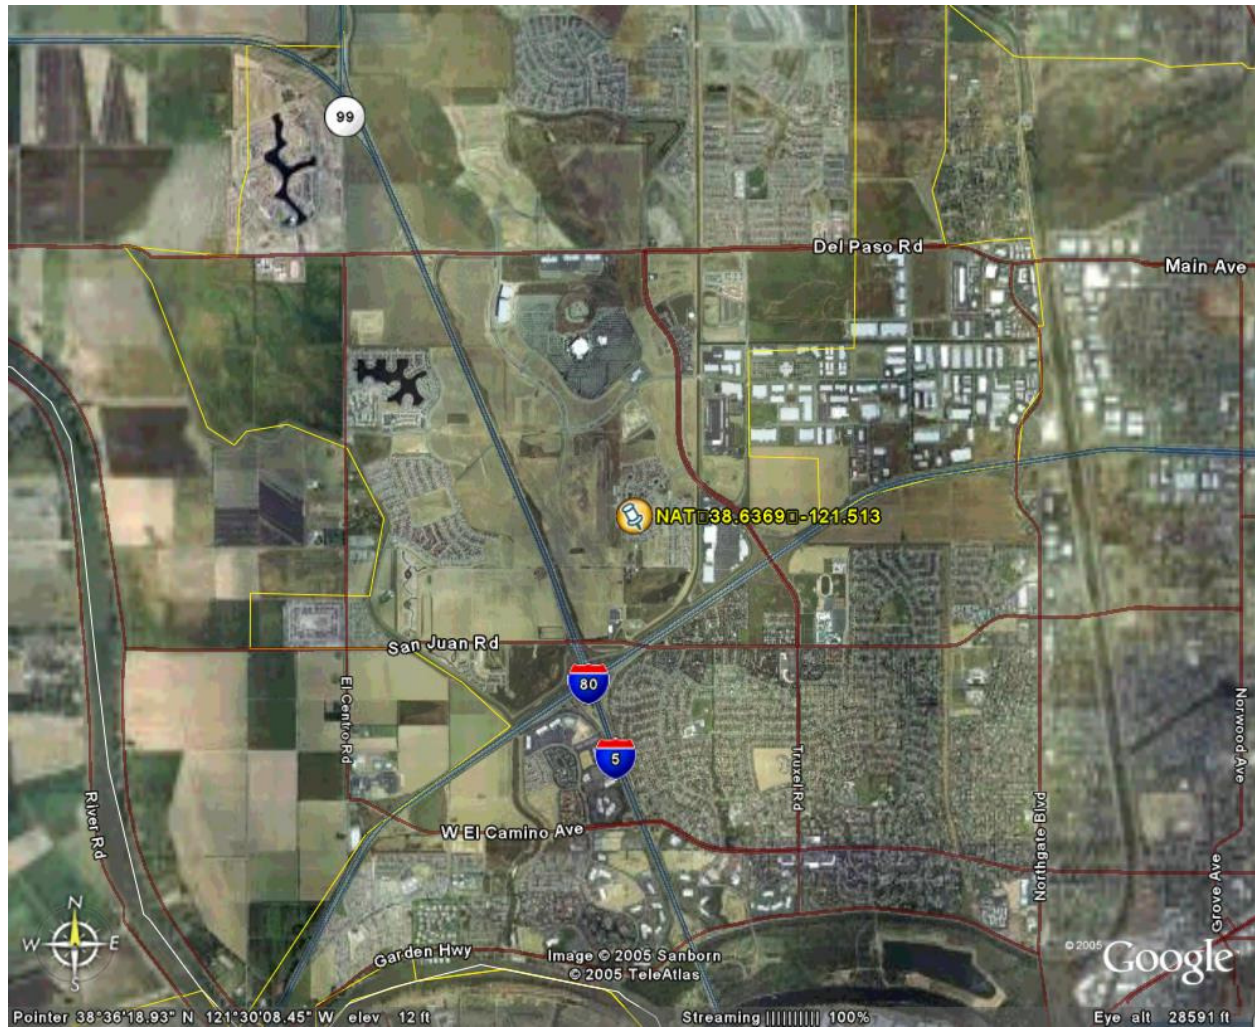 99
Del Paso Rd
Main Ave
NAT□38.6369□-121.513
San Juan Rd
80
El Centro Rd
5
Truxel Rd
Norwood Ave
River Rd
W El Camino Ave
Northgate Blvd
Grove Ave
N
W E
S
Garden Hwy
Image © 2005 Sanborn
© 2005 TeleAtlas
© 2005 Google
Pointer 38°36'18.93" N 121°30'08.45" W elev 12 ft Streaming |||||||||| 100% Eye alt 28591 ft